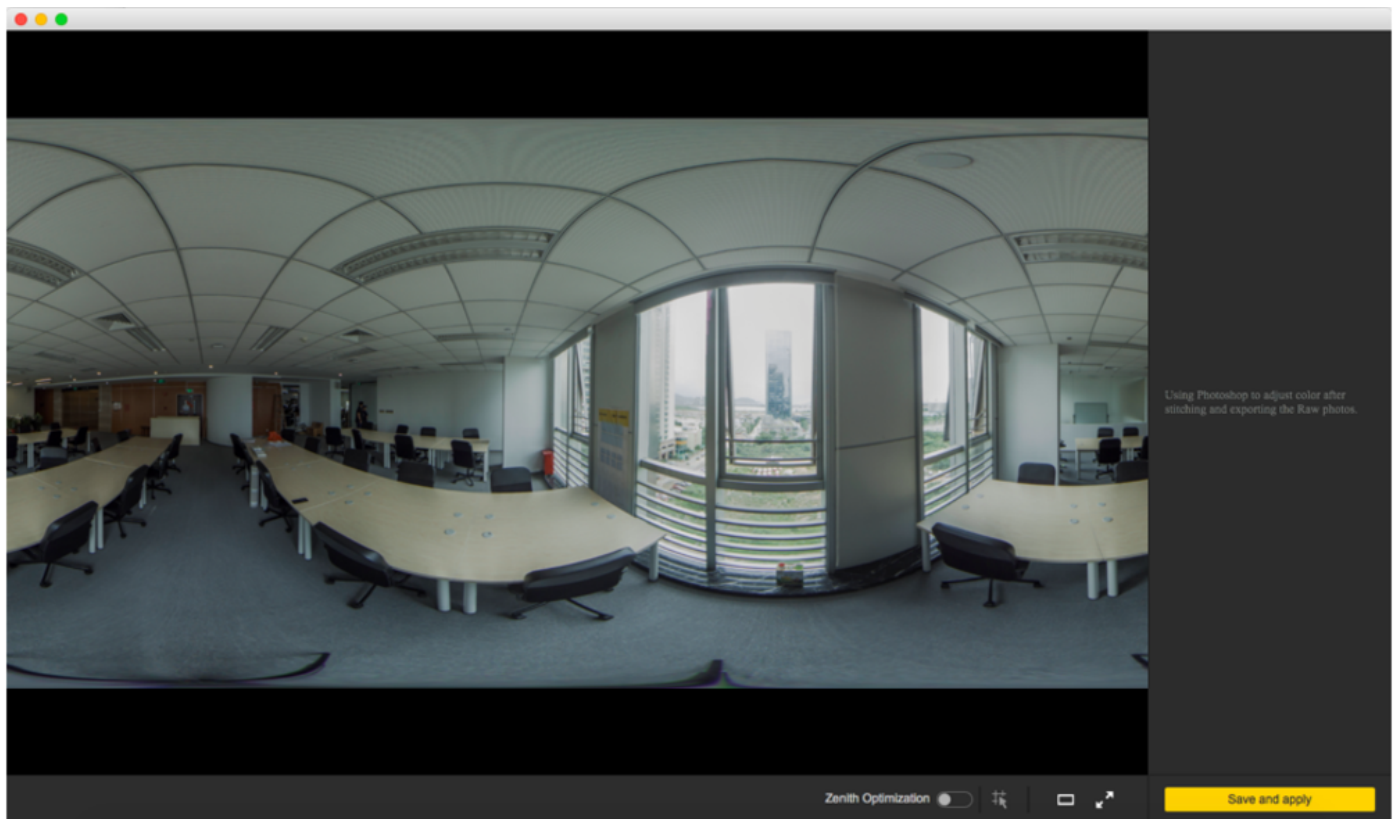 Using Photoshop to adjust color after
stitching and exporting the Raw photos.
Zenith Optimization
Save and apply